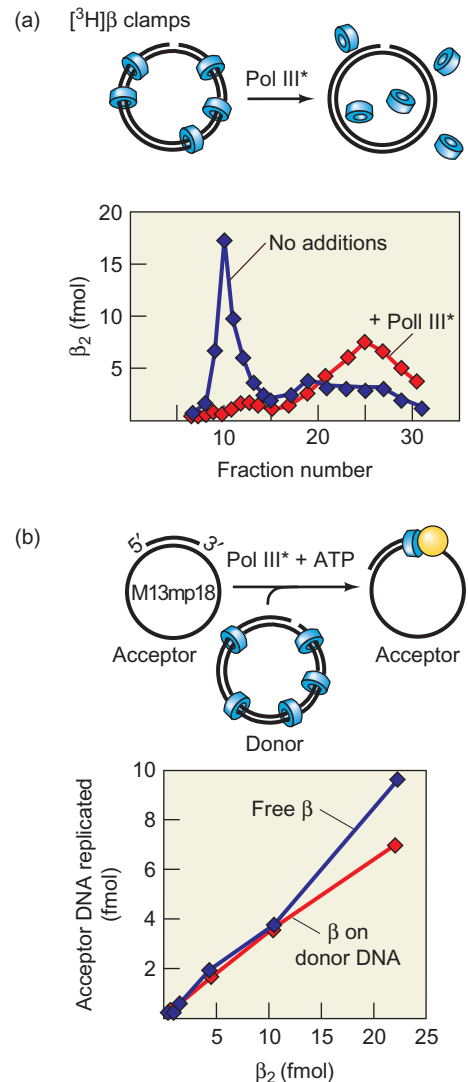 (a) [³H]β clamps
Pol III*
20
15
10
5
β₂ (fmol)
No additions
+ Poll III*
10 20 30
Fraction number
(b)
5′ 3′
Pol III* + ATP
M13mp18
Acceptor
Acceptor
Donor
10
8
6
4
2
Acceptor DNA replicated
(fmol)
Free β
β on
donor DNA
5 10 15 20 25
β₂ (fmol)